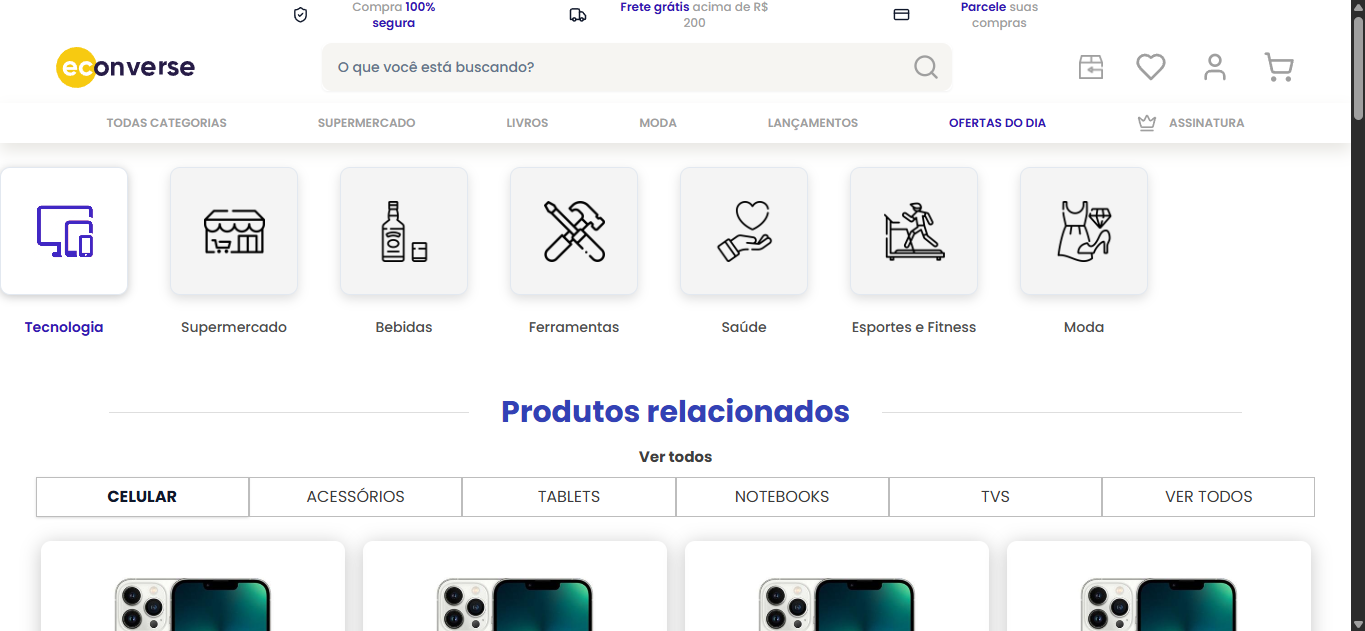 Compra 100%
segura
Frete grátis acima de R$
200
Parcele suas
compras
econverse
O que você está buscando?
TODAS CATEGORIAS
SUPERMERCADO
LIVROS
MODA
LANÇAMENTOS
OFERTAS DO DIA
ASSINATURA
Tecnologia
Supermercado
Bebidas
Ferramentas
Saúde
Esportes e Fitness
Moda
Produtos relacionados
Ver todos
CELULAR
ACESSÓRIOS
TABLETS
NOTEBOOKS
TVS
VER TODOS